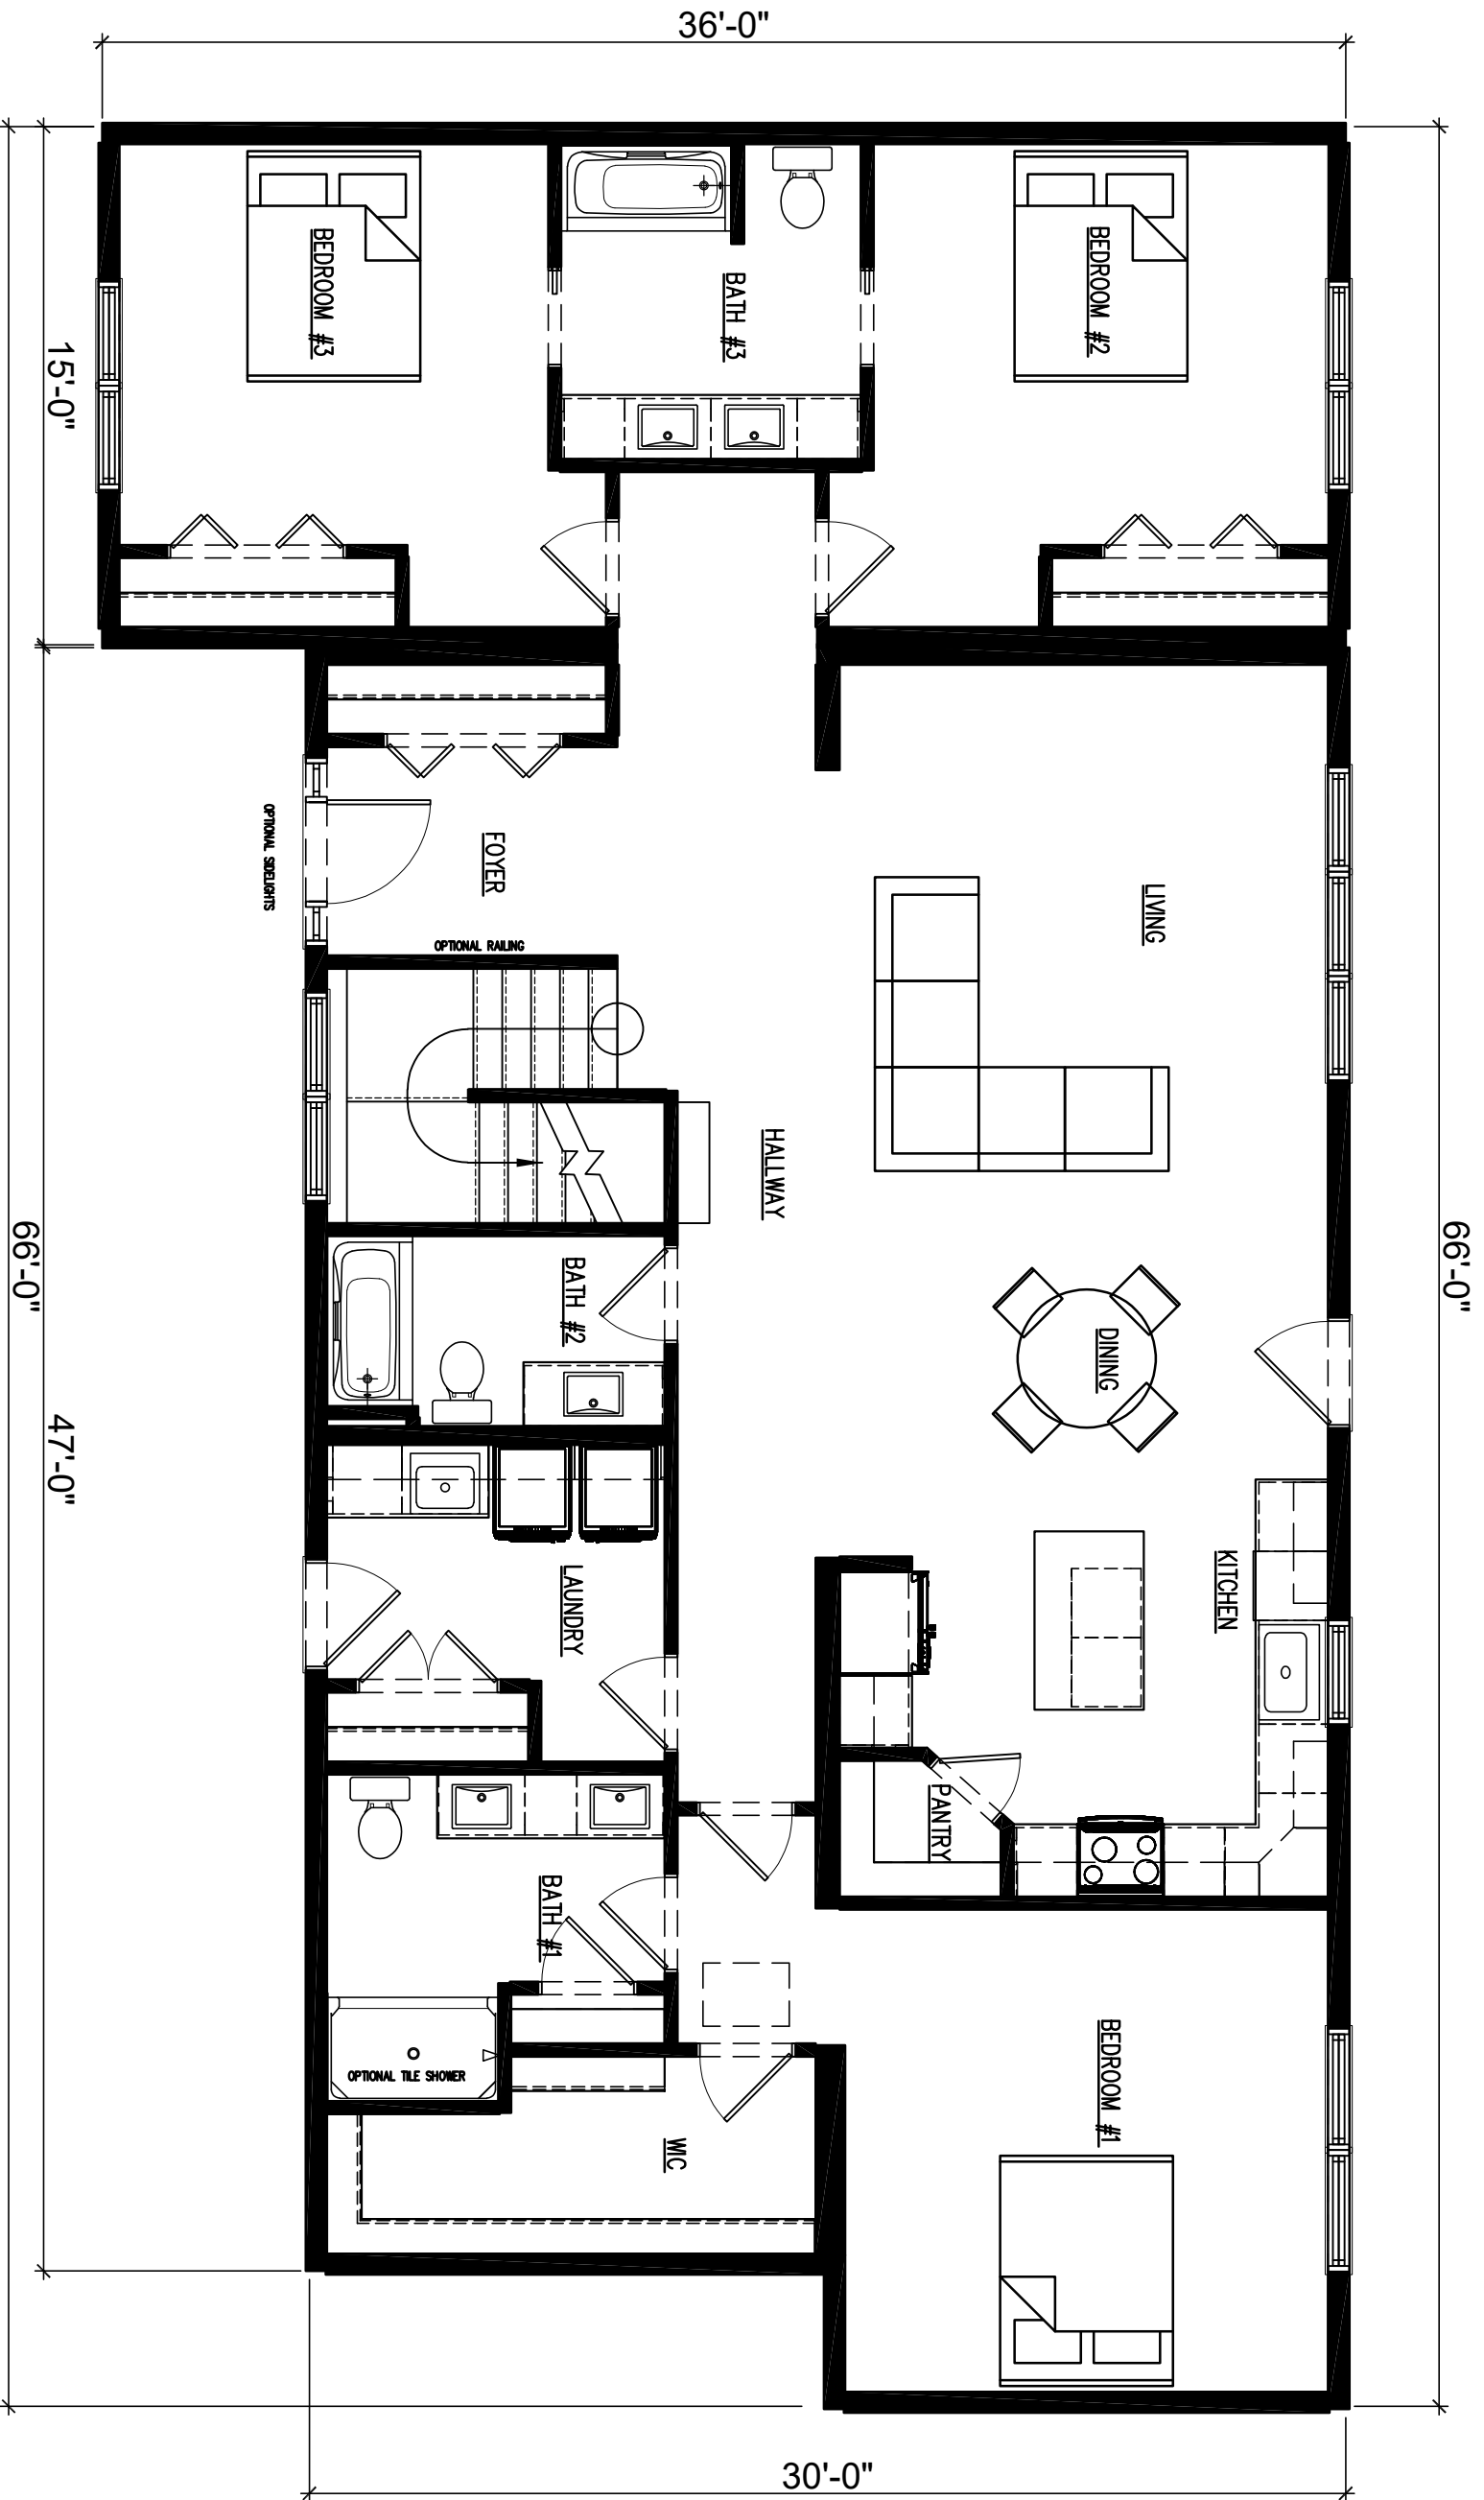 36'-0"
BEDROOM #3
BATH #3
BEDROOM #2
15'-0"
OPTIONAL SIDELIGHTS
FOYER
OPTIONAL RAILING
LIVING
HALLWAY
66'-0"
66'-0"
BATH #2
DINING
47'-0"
LAUNDRY
KITCHEN
PANTRY
BATH #1
OPTIONAL TILE SHOWER
BEDROOM #1
WIC
30'-0"